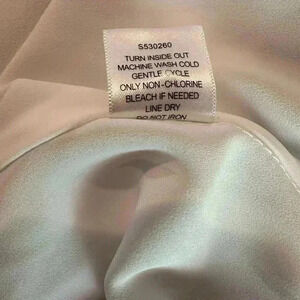 S530260
TURN INSIDE OUT
MACHINE WASH COLD
GENTLE CYCLE
ONLY NON-CHLORINE
BLEACH IF NEEDED
LINE DRY
DO NOT IRON